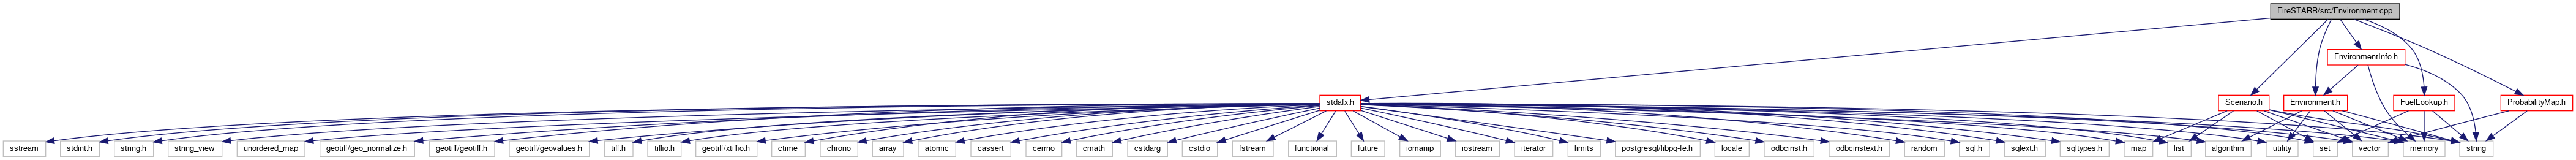 FireSTARR/src/Environment.cpp
EnvironmentInfo.h
stdafx.h
Scenario.h
Environment.h
FuelLookup.h
ProbabilityMap.h
sstream
stdint.h
string.h
string_view
unordered_map
geotiff/geo_normalize.h
geotiff/geotiff.h
geotiff/geovalues.h
tiff.h
tiffio.h
geotiff/xtiffio.h
ctime
chrono
array
atomic
cassert
cerrno
cmath
cstdarg
cstdio
fstream
functional
future
iomanip
iostream
iterator
limits
postgresql/libpq-fe.h
locale
odbcinst.h
odbcinstext.h
random
sql.h
sqlext.h
sqltypes.h
map
list
algorithm
utility
set
vector
memory
string